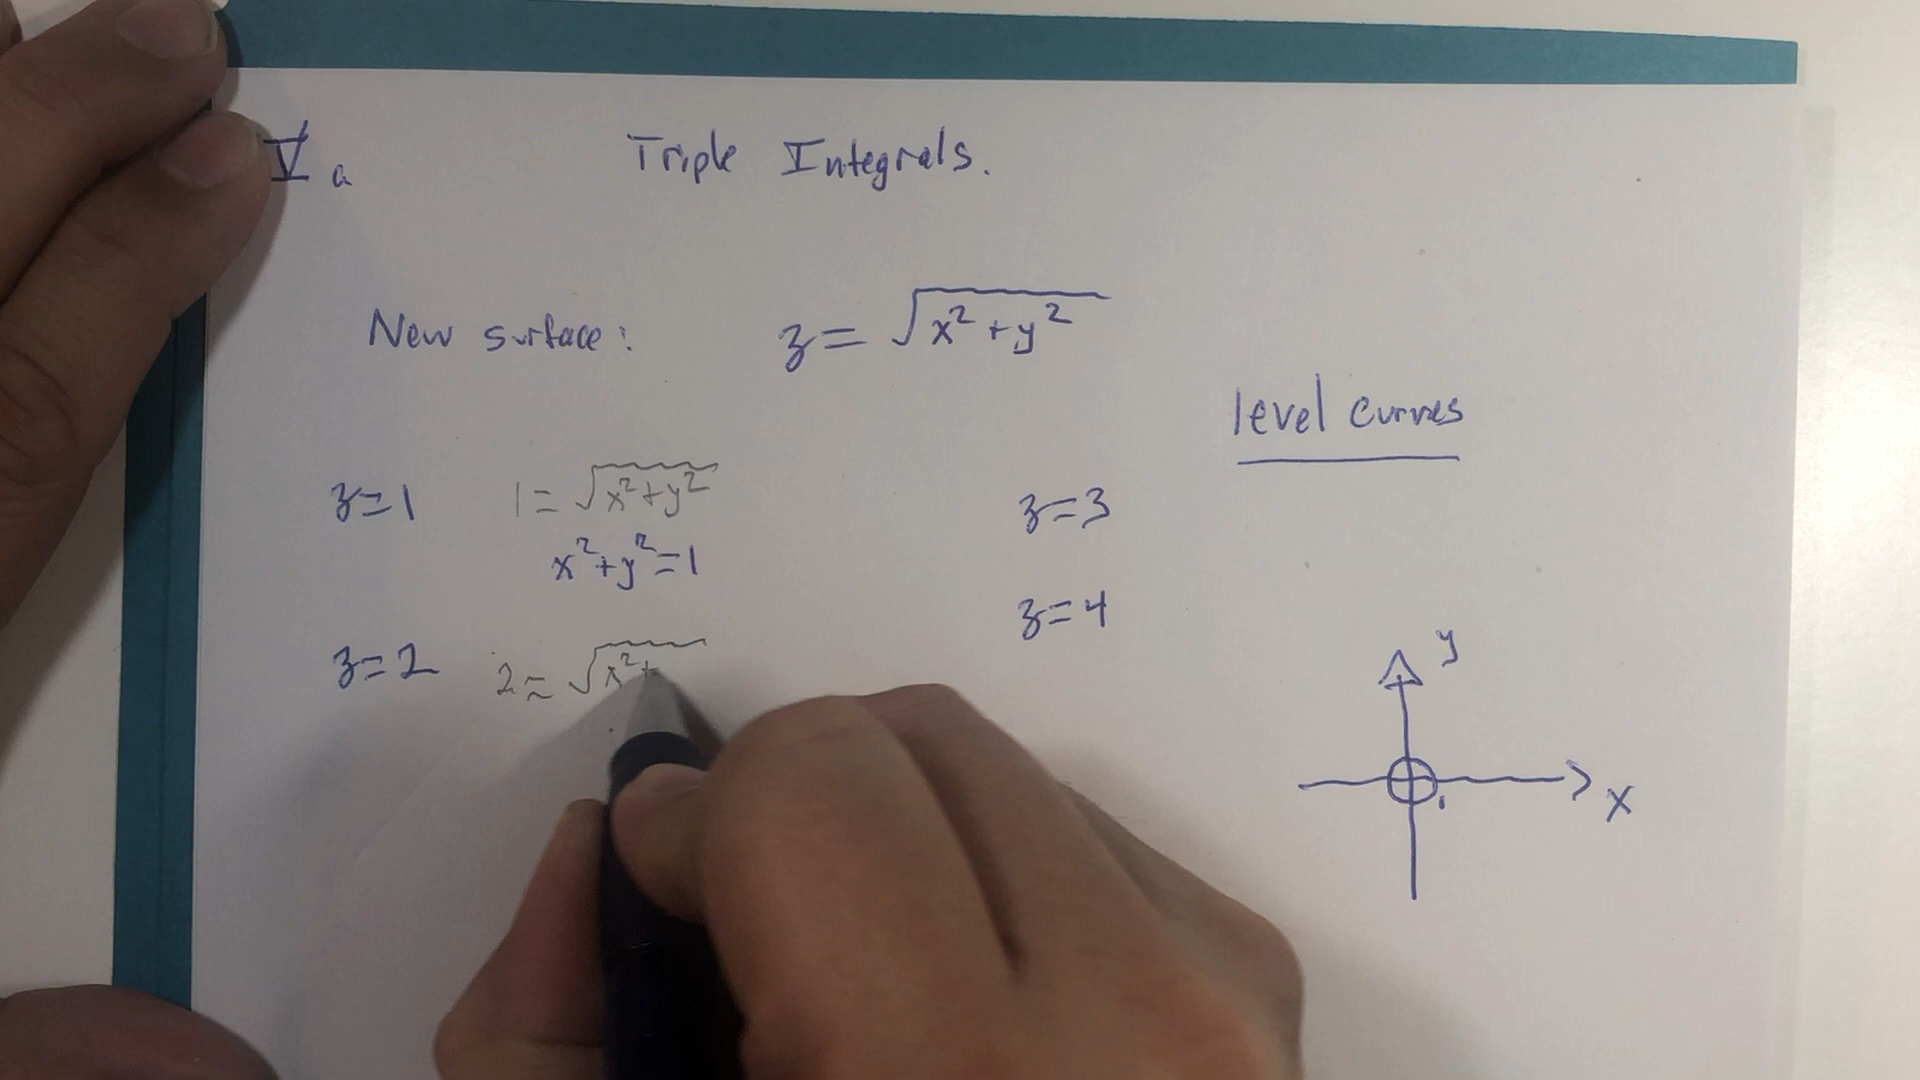 V a Triple Integrals.
New surface: z = √x² + y²
level curves
z = 1 1 = √x² + y²
x² + y² = 1
z = 2 2 = √x² +
z = 3
z = 4
y
1
x